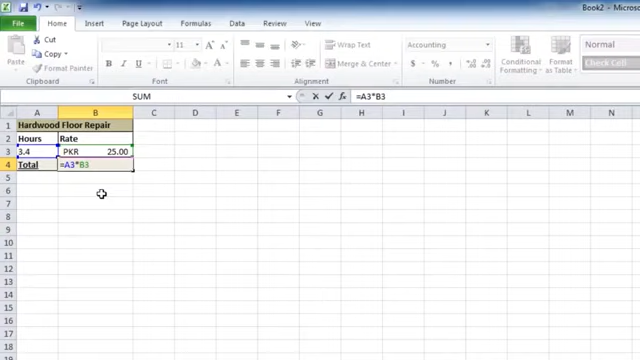 Book2 - Micros
File Home Insert Page Layout Formulas Data Review View
Cut
Copy
Format Painter
Paste
11
Wrap Text
Merge & Center
Accounting
Conditional Formatting
Format as Table
Normal
Check Cell
Clipboard Font Alignment Number
SUM =A3*B3
A B C D E F G H I J K L M N
1 Hardwood Floor Repair
2 Hours Rate
3 3.4 PKR 25.00
4 Total =A3*B3
5
6
7
8
9
10
11
12
13
14
15
16
17
18